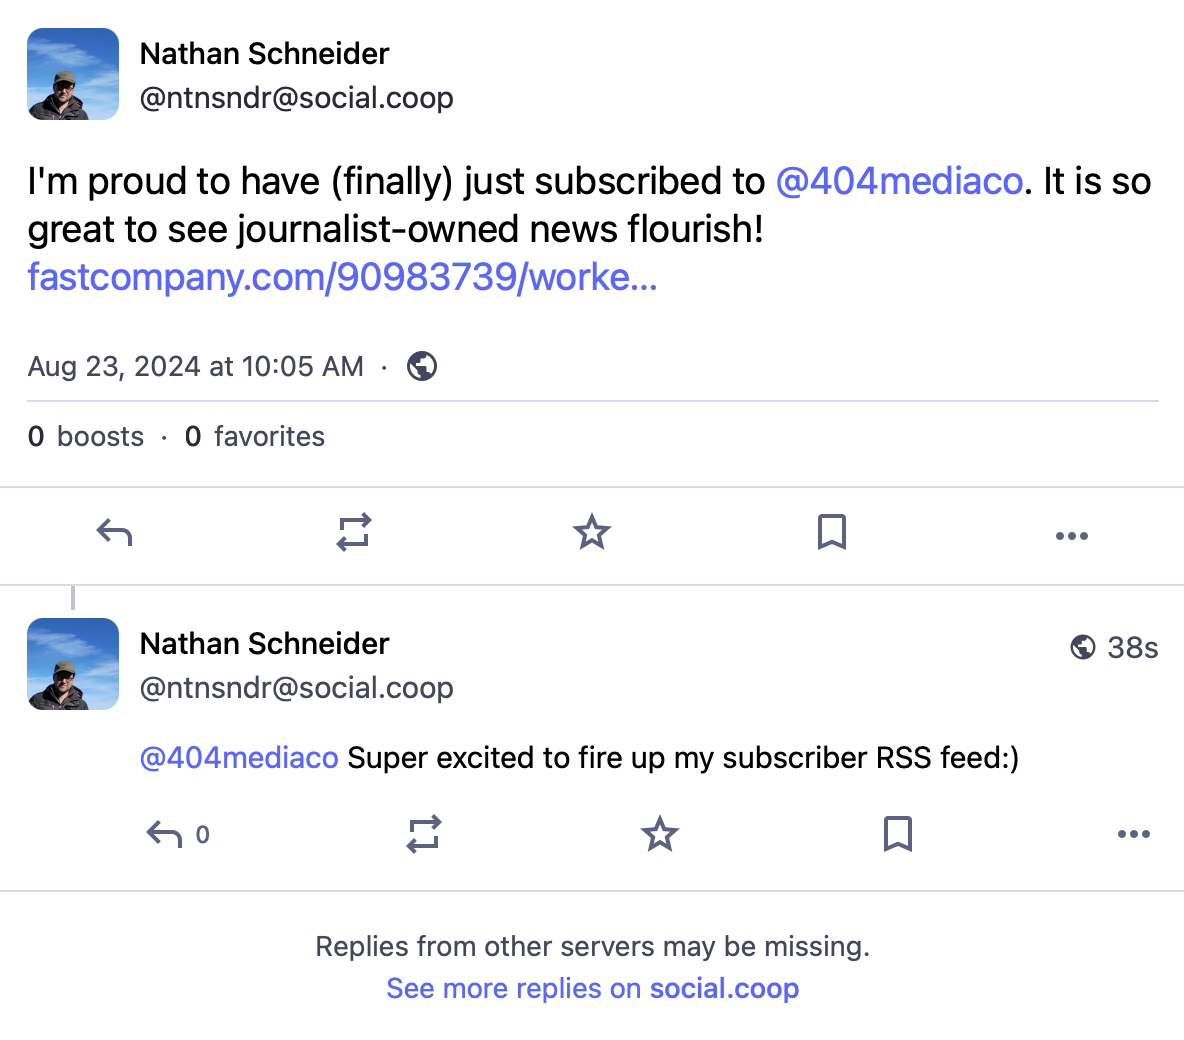 Nathan Schneider
@ntnsndr@social.coop
I'm proud to have (finally) just subscribed to @404mediaco. It is so
great to see journalist-owned news flourish!
fastcompany.com/90983739/worke...
Aug 23, 2024 at 10:05 AM ·
0 boosts · 0 favorites
Nathan Schneider
38s
@ntnsndr@social.coop
@404mediaco Super excited to fire up my subscriber RSS feed:)
0
Replies from other servers may be missing.
See more replies on social.coop